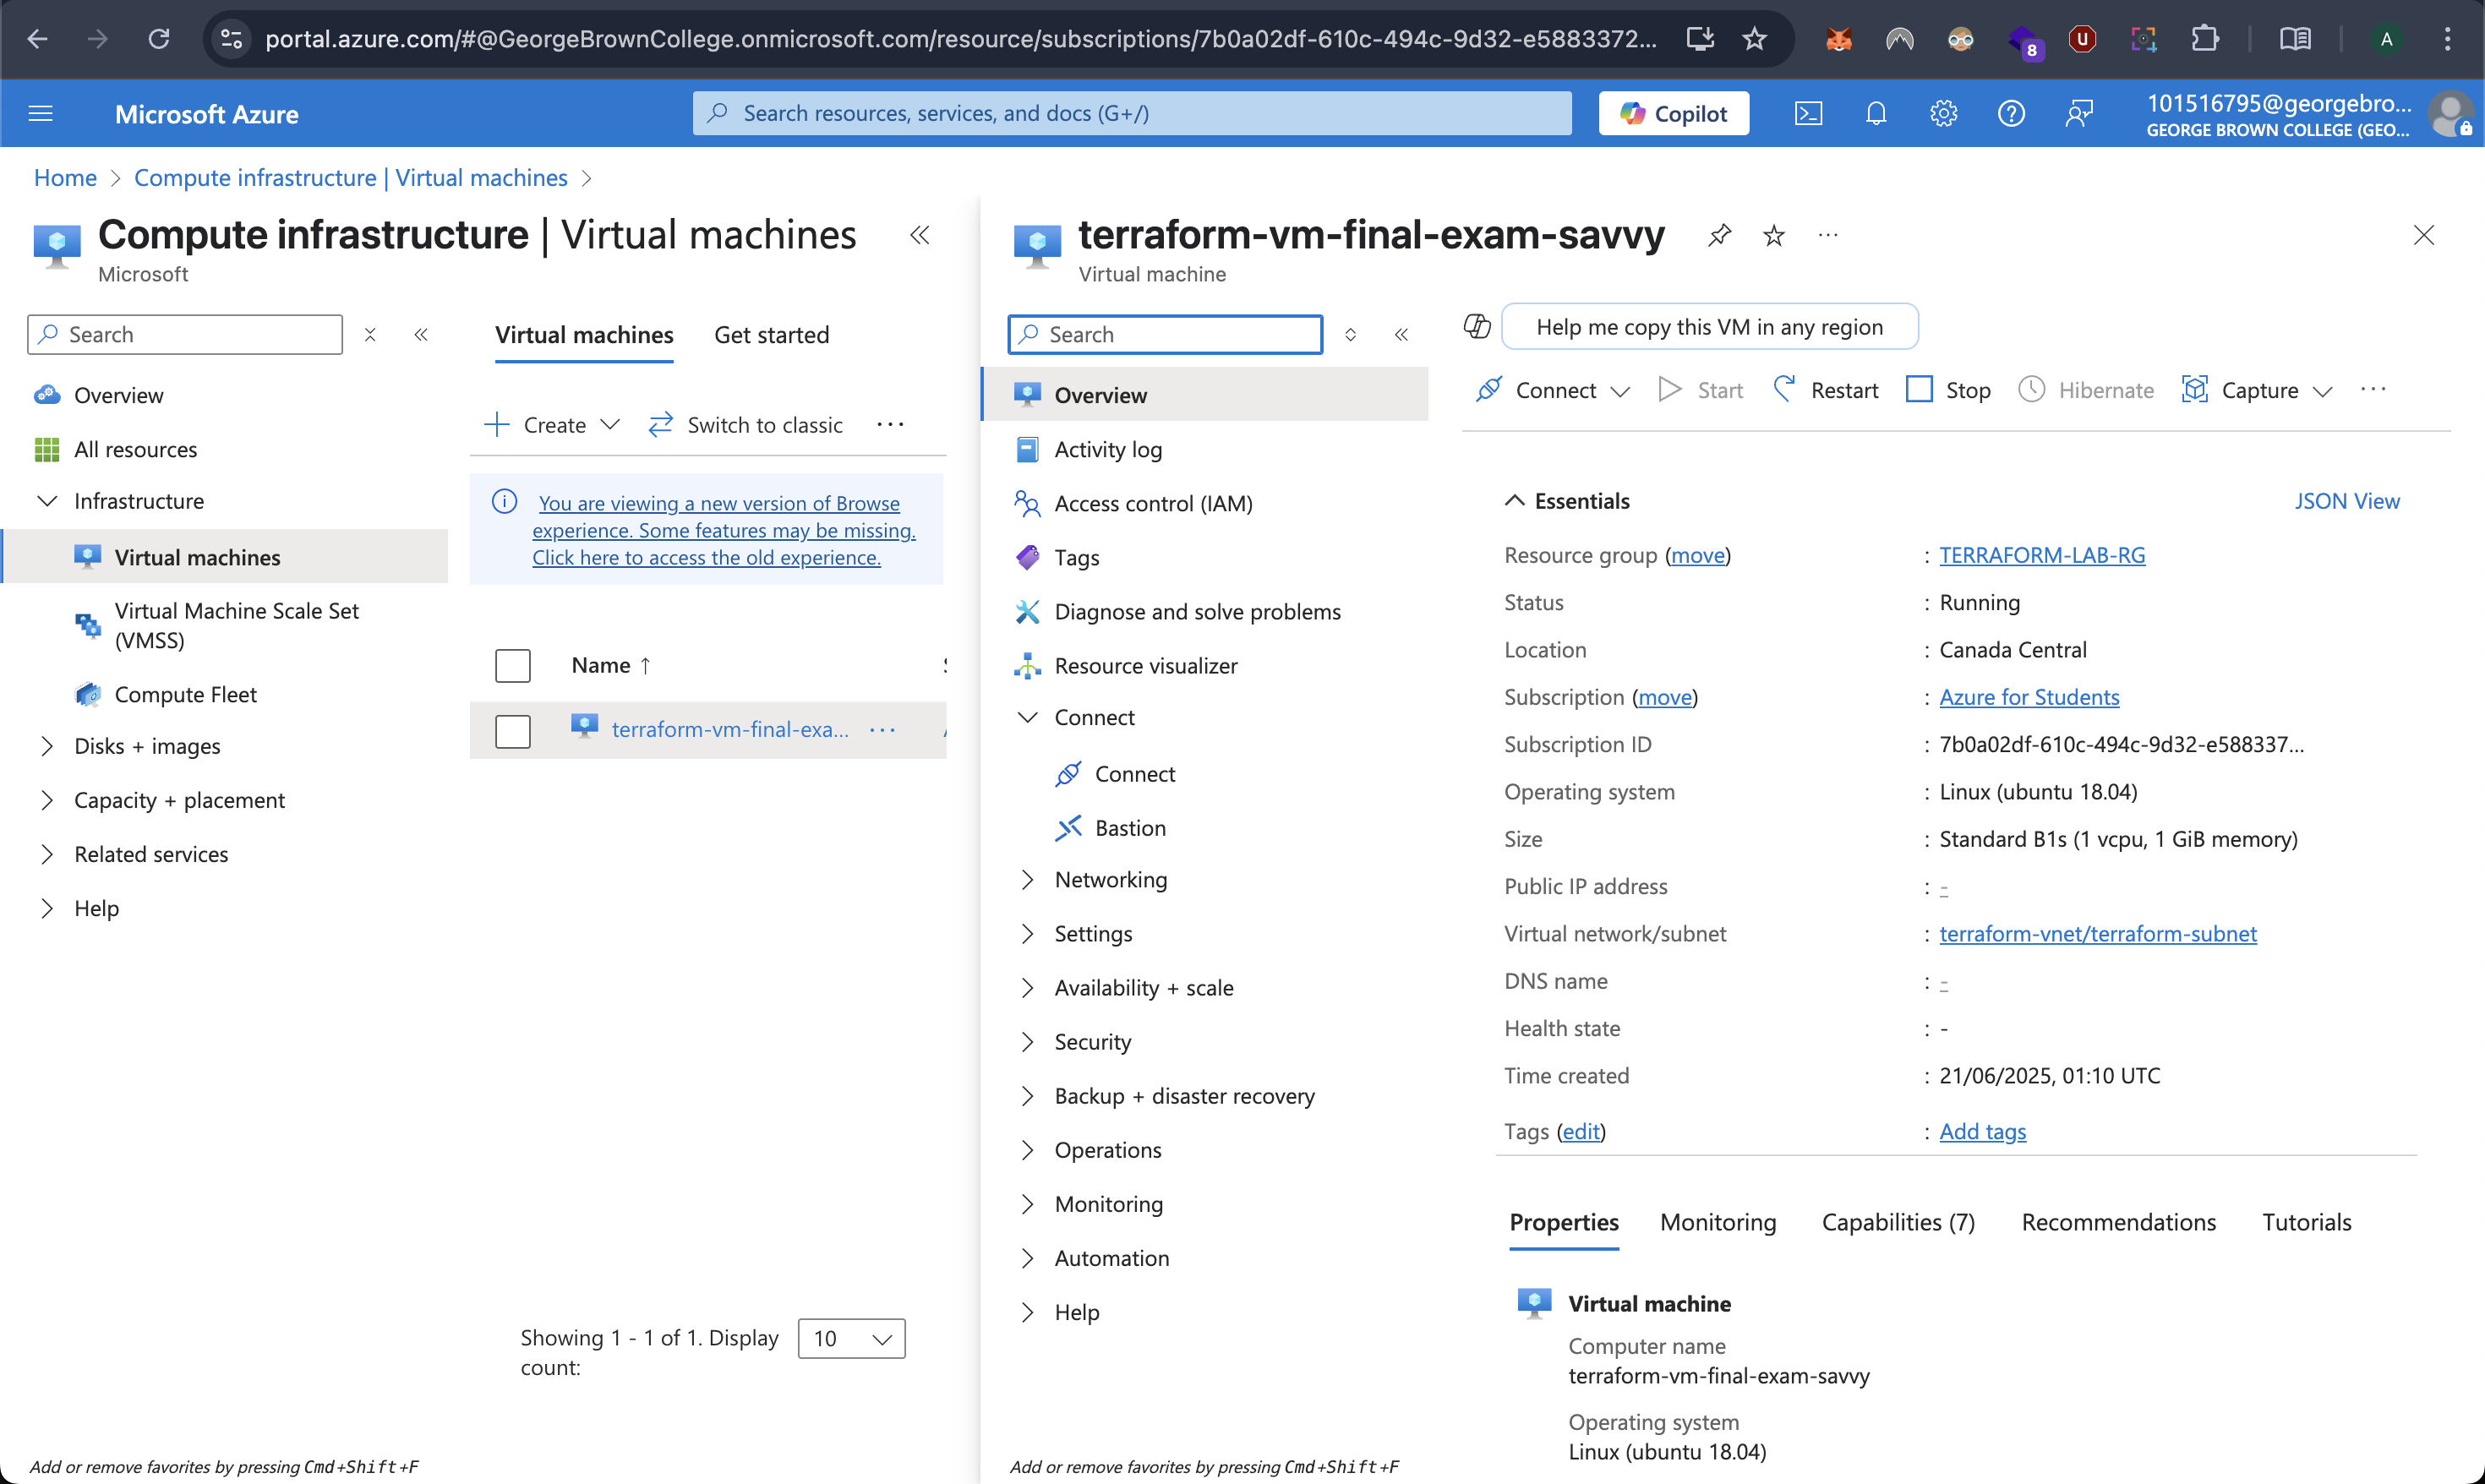 portal.azure.com/#@GeorgeBrownCollege.onmicrosoft.com/resource/subscriptions/7b0a02df-610c-494c-9d32-e5883372...
8
A
Microsoft Azure
Search resources, services, and docs (G+/)
Copilot
101516795@georgebro...
GEORGE BROWN COLLEGE (GEO...
Home > Compute infrastructure | Virtual machines >
Compute infrastructure | Virtual machines
Microsoft
Search
Overview
All resources
Infrastructure
Virtual machines
Virtual Machine Scale Set
(VMSS)
Compute Fleet
Disks + images
Capacity + placement
Related services
Help
Add or remove favorites by pressing Cmd+Shift+F
Virtual machines
Get started
Create
Switch to classic
You are viewing a new version of Browse
experience. Some features may be missing.
Click here to access the old experience.
Name ↑
terraform-vm-final-exa...
Showing 1 - 1 of 1. Display
count:
10
terraform-vm-final-exam-savvy
Virtual machine
Search
Overview
Activity log
Access control (IAM)
Tags
Diagnose and solve problems
Resource visualizer
Connect
Connect
Bastion
Networking
Settings
Availability + scale
Security
Backup + disaster recovery
Operations
Monitoring
Automation
Help
Add or remove favorites by pressing Cmd+Shift+F
Help me copy this VM in any region
Connect
Start
Restart
Stop
Hibernate
Capture
Essentials
JSON View
Resource group (move) : TERRAFORM-LAB-RG
Status : Running
Location : Canada Central
Subscription (move) : Azure for Students
Subscription ID : 7b0a02df-610c-494c-9d32-e588337...
Operating system : Linux (ubuntu 18.04)
Size : Standard B1s (1 vcpu, 1 GiB memory)
Public IP address : -
Virtual network/subnet : terraform-vnet/terraform-subnet
DNS name : -
Health state : -
Time created : 21/06/2025, 01:10 UTC
Tags (edit) : Add tags
Properties
Monitoring
Capabilities (7)
Recommendations
Tutorials
Virtual machine
Computer name
terraform-vm-final-exam-savvy
Operating system
Linux (ubuntu 18.04)